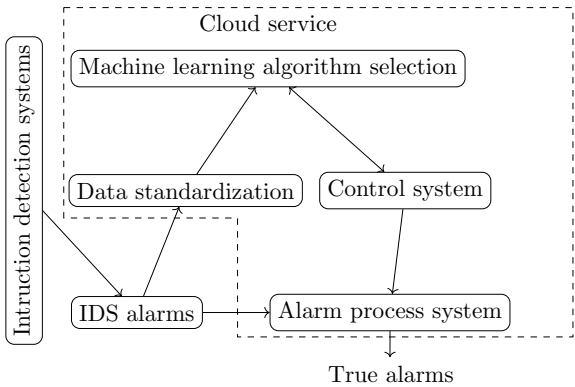 Cloud service
Machine learning algorithm selection
Intruction detection systems
Data standardization
Control system
IDS alarms
Alarm process system
True alarms